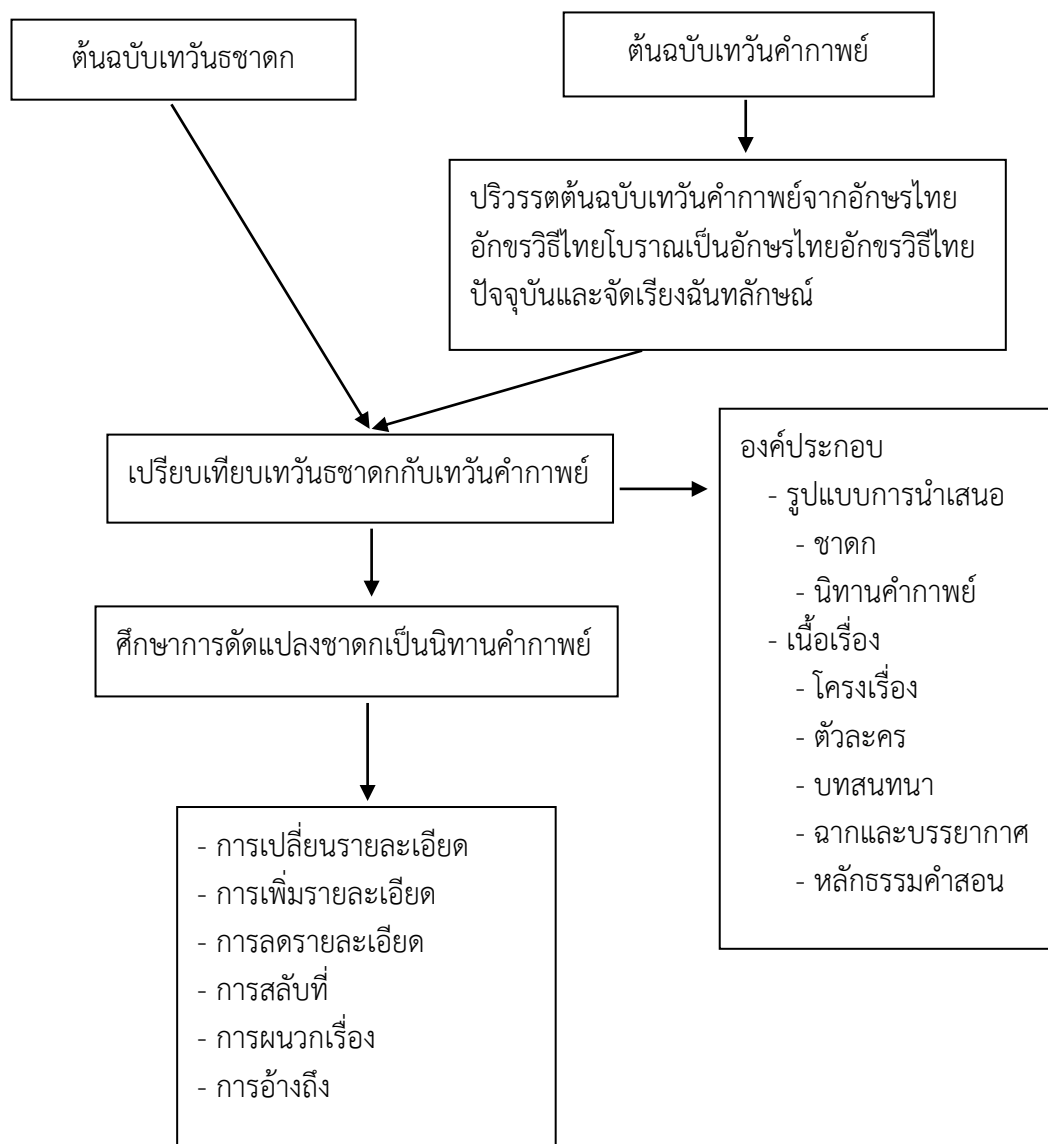 ต้นฉบับเทวันธชาดก
ต้นฉบับเทวันคำกาพย์
ปริวรรตต้นฉบับเทวันคำกาพย์จากอักษรไทย
อักขรวิธีไทยโบราณเป็นอักษรไทยอักขรวิธีไทย
ปัจจุบันและจัดเรียงฉันทลักษณ์
เปรียบเทียบเทวันธชาดกกับเทวันคำกาพย์
องค์ประกอบ
- รูปแบบการนำเสนอ
- ชาดก
- นิทานคำกาพย์
- เนื้อเรื่อง
- โครงเรื่อง
- ตัวละคร
- บทสนทนา
- ฉากและบรรยากาศ
- หลักธรรมคำสอน
ศึกษาการดัดแปลงชาดกเป็นนิทานคำกาพย์
- การเปลี่ยนรายละเอียด
- การเพิ่มรายละเอียด
- การลดรายละเอียด
- การสลับที่
- การผนวกเรื่อง
- การอ้างถึง